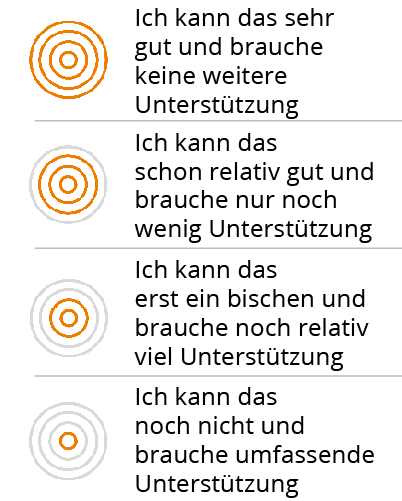 Ich kann das sehr
gut und brauche
keine weitere
Unterstützung
Ich kann das
schon relativ gut und
brauche nur noch
wenig Unterstützung
Ich kann das
erst ein bischen und
brauche noch relativ
viel Unterstützung
Ich kann das
noch nicht und
brauche umfassende
Unterstützung